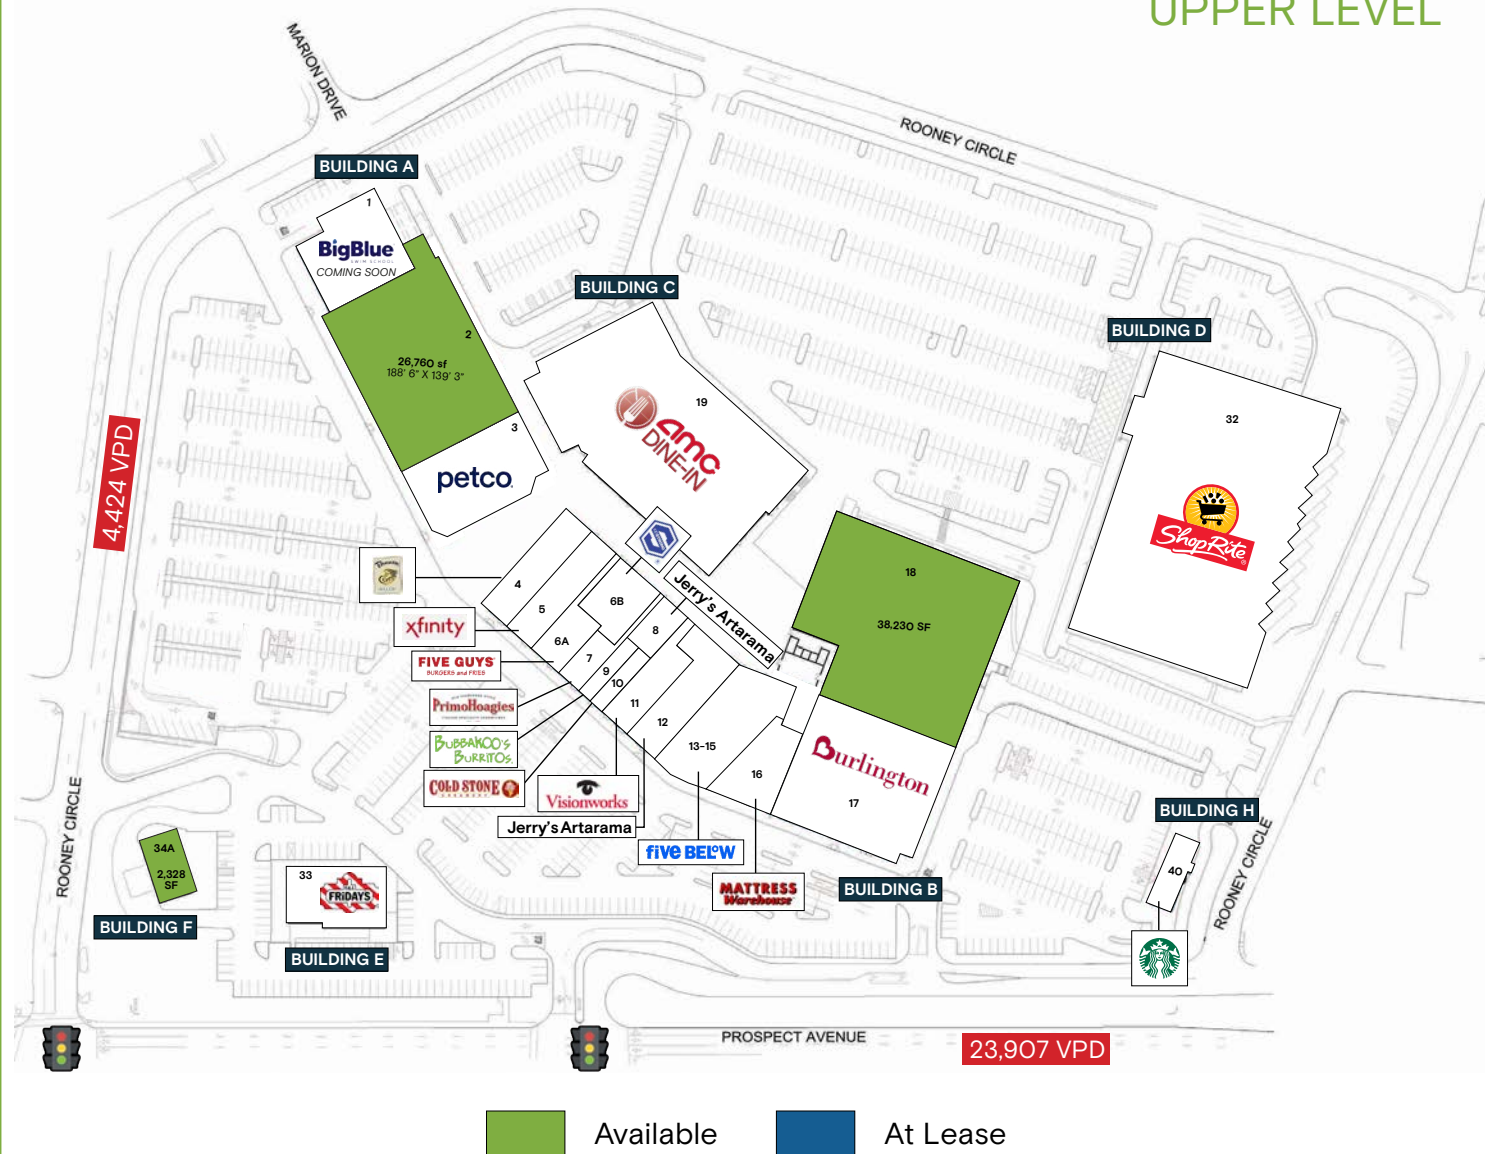 UPPER LEVEL
MARION DRIVE
ROONEY CIRCLE
BUILDING A
1
BigBlue
SWIM SCHOOL
COMING SOON
2
26,760 sf
188' 6" X 139' 3"
3
petco
BUILDING C
19
amc
DINE-IN
BUILDING D
32
ShopRite
4,424 VPD
18
38,230 SF
4
5
6A
6B
7
8
9
10
11
12
13-15
16
Jerry's Artarama
xfinity
FIVE GUYS
BURGERS and FRIES
PrimoHoagies
BUBBAKOO'S
BURRITOS
COLD STONE
CREAMERY
Visionworks
Jerry's Artarama
five BELOW
MATTRESS
Warehouse
Burlington
17
BUILDING B
BUILDING H
40
ROONEY CIRCLE
ROONEY CIRCLE
34A
2,328
SF
BUILDING F
33
FRIDAYS
BUILDING E
PROSPECT AVENUE
23,907 VPD
Available
At Lease